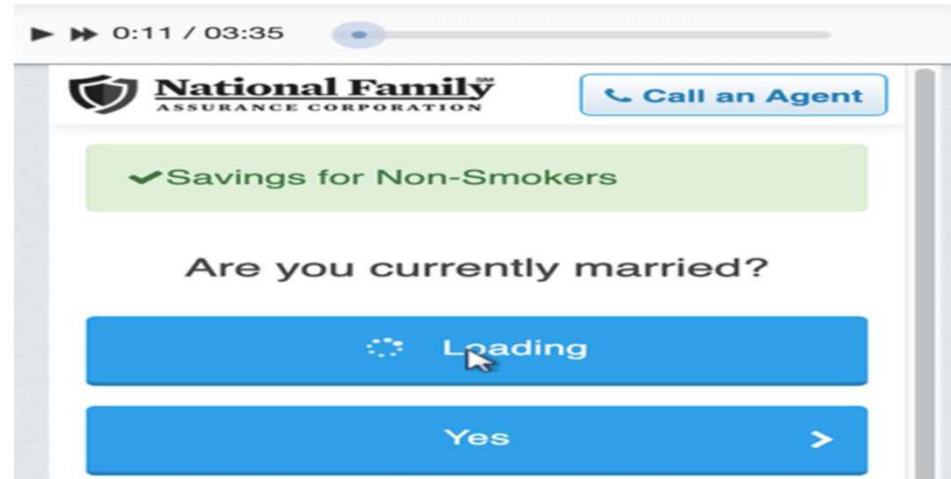 0:11 / 03:35
National Family℠
ASSURANCE CORPORATION
Call an Agent
✔Savings for Non-Smokers
Are you currently married?
Loading
Yes